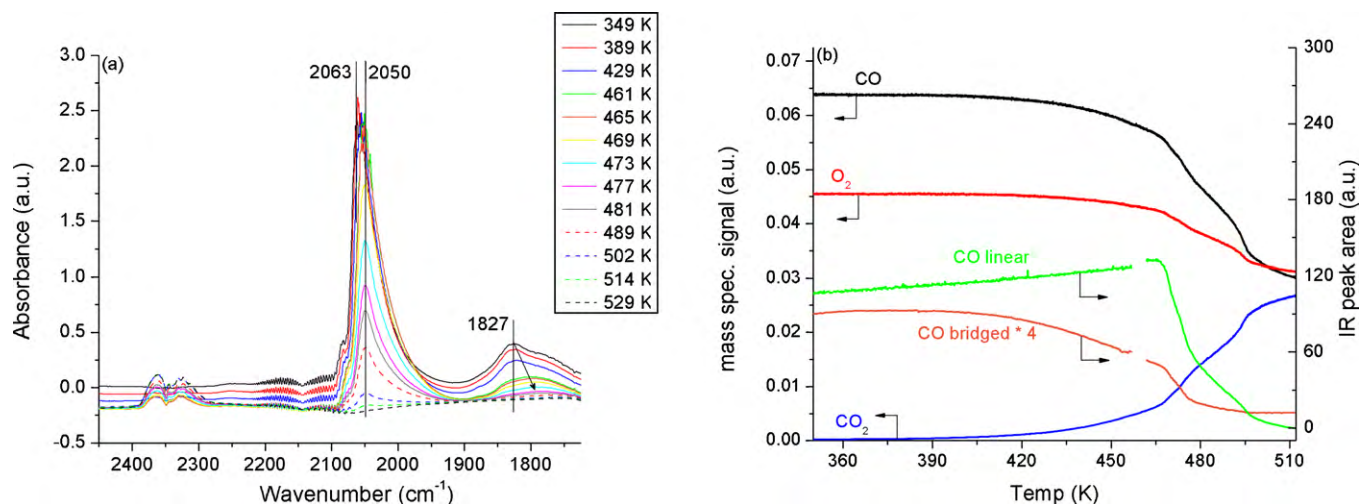 (a)
2063
2050
1827
349 K
389 K
429 K
461 K
465 K
469 K
473 K
477 K
481 K
489 K
502 K
514 K
529 K
3.0
2.5
2.0
1.5
1.0
0.5
0.0
-0.5
Absorbance (a.u.)
2400 2300 2200 2100 2000 1900 1800
Wavenumber (cm⁻¹)
(b)
0.07
0.06
0.05
0.04
0.03
0.02
0.01
0.00
mass spec. signal (a.u.)
CO
O₂
CO linear
CO bridged * 4
CO₂
300
240
180
120
60
0
IR peak area (a.u.)
360 390 420 450 480 510
Temp (K)